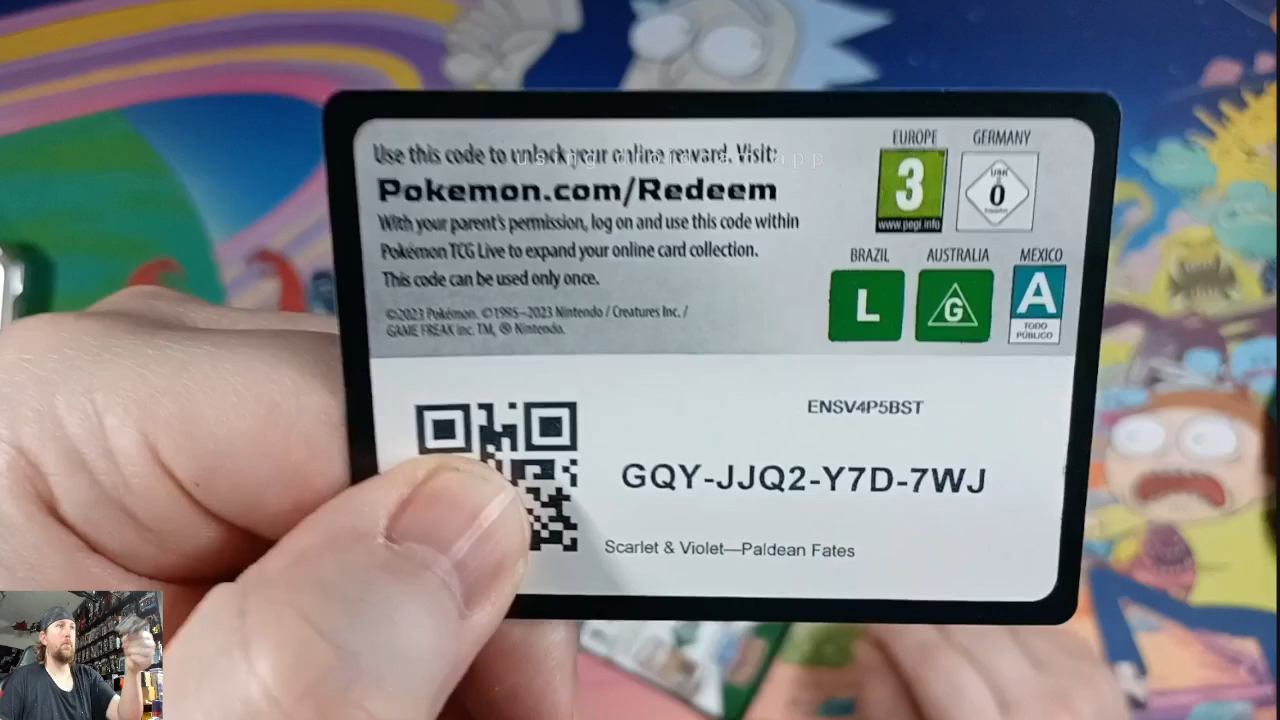 Use this code to unlock your online reward. Visit:
Pokemon.com/Redeem
With your parent's permission, log on and use this code within
Pokémon TCG Live to expand your online card collection.
This code can be used only once.
©2023 Pokémon. ©1995–2023 Nintendo / Creatures Inc. /
GAME FREAK inc. TM, ® Nintendo.
EUROPE
3
www.pegi.info
GERMANY
USK
0
BRAZIL
L
AUSTRALIA
G
MEXICO
A
TODO
PÚBLICO
ENSV4P5BST
GQY-JJQ2-Y7D-7WJ
Scarlet & Violet—Paldean Fates